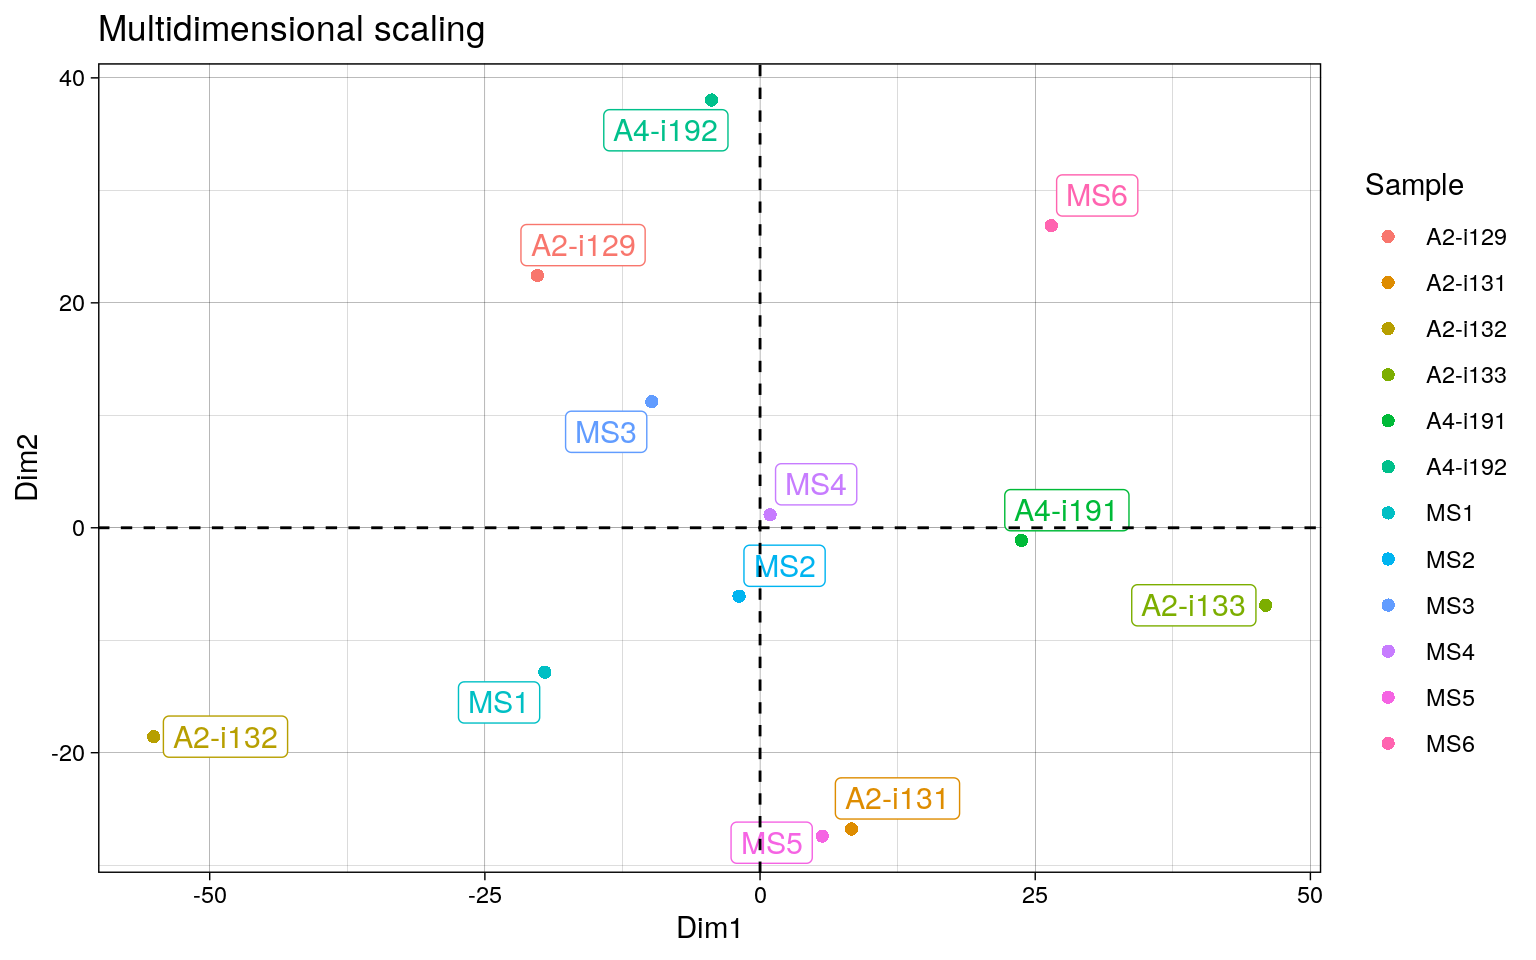 Multidimensional scaling
40
20
0
-20
Dim2
A4-i192
MS6
A2-i129
MS3
MS4
A4-i191
MS2
A2-i133
MS1
A2-i132
A2-i131
MS5
-50
-25
0
25
50
Dim1
Sample
A2-i129
A2-i131
A2-i132
A2-i133
A4-i191
A4-i192
MS1
MS2
MS3
MS4
MS5
MS6